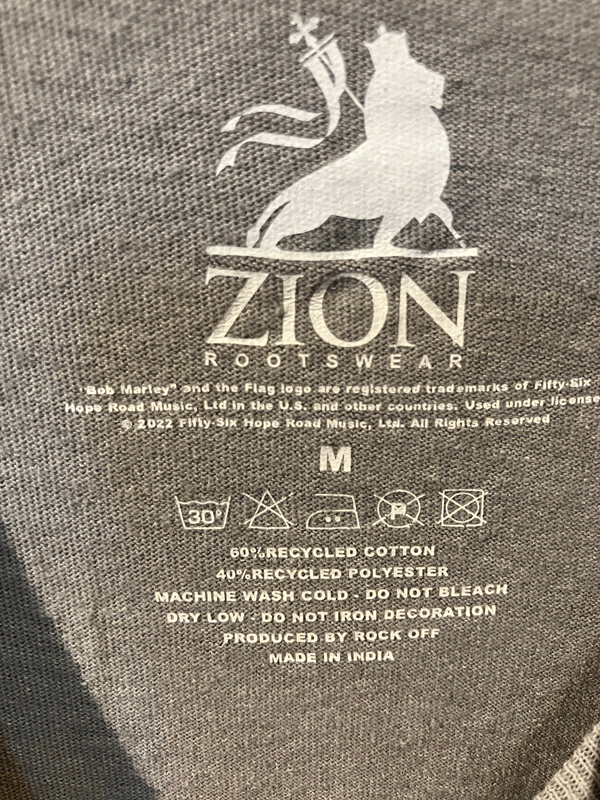 ZION
ROOTSWEAR
"Bob Marley" and the Flag logo are registered trademarks of Fifty-Six
Hope Road Music, Ltd in the U.S. and other countries. Used under license
© 2022 Fifty-Six Hope Road Music, Ltd. All Rights Reserved
M
30° P
60%RECYCLED COTTON
40%RECYCLED POLYESTER
MACHINE WASH COLD - DO NOT BLEACH
DRY LOW - DO NOT IRON DECORATION
PRODUCED BY ROCK OFF
MADE IN INDIA